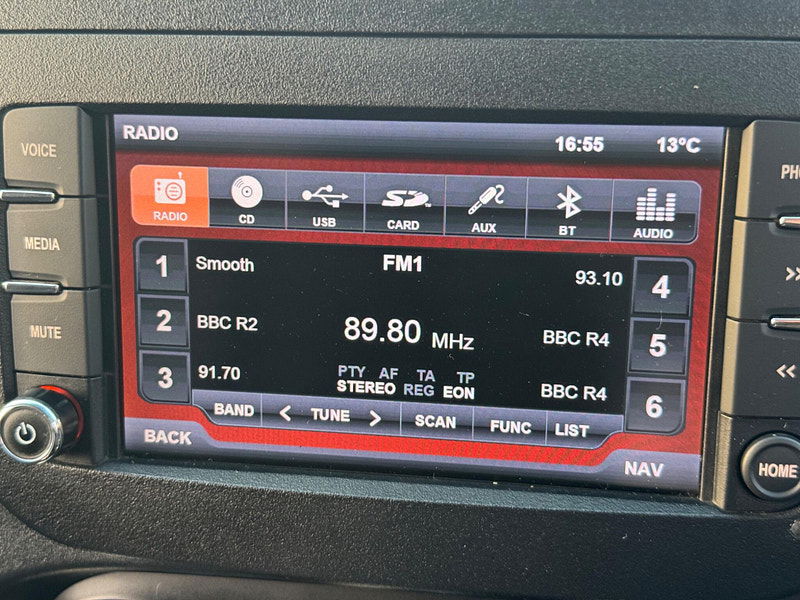 RADIO 16:55 13°C
VOICE
MEDIA
MUTE
RADIO CD USB SD CARD AUX BT AUDIO
1 Smooth FM1 93.10 4
2 BBC R2 89.80 MHz BBC R4 5
3 91.70 PTY AF TA TP
STEREO REG EON BBC R4 6
BAND < TUNE > SCAN FUNC LIST
BACK NAV
PHO
>>
<<
HOME